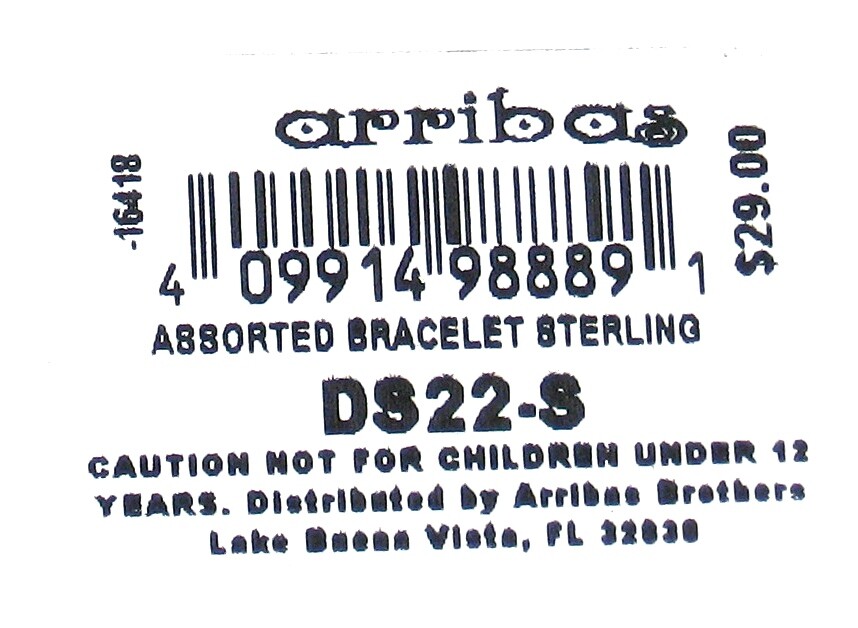 arribas
-16418
$29.00
4 09914 98889 1
ASSORTED BRACELET STERLING
DS22-S
CAUTION NOT FOR CHILDREN UNDER 12
YEARS. Distributed by Arribas Brothers
Lake Buena Vista, FL 32830